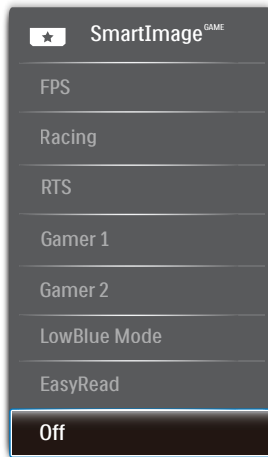 SmartImage GAME
FPS
Racing
RTS
Gamer 1
Gamer 2
LowBlue Mode
EasyRead
Off